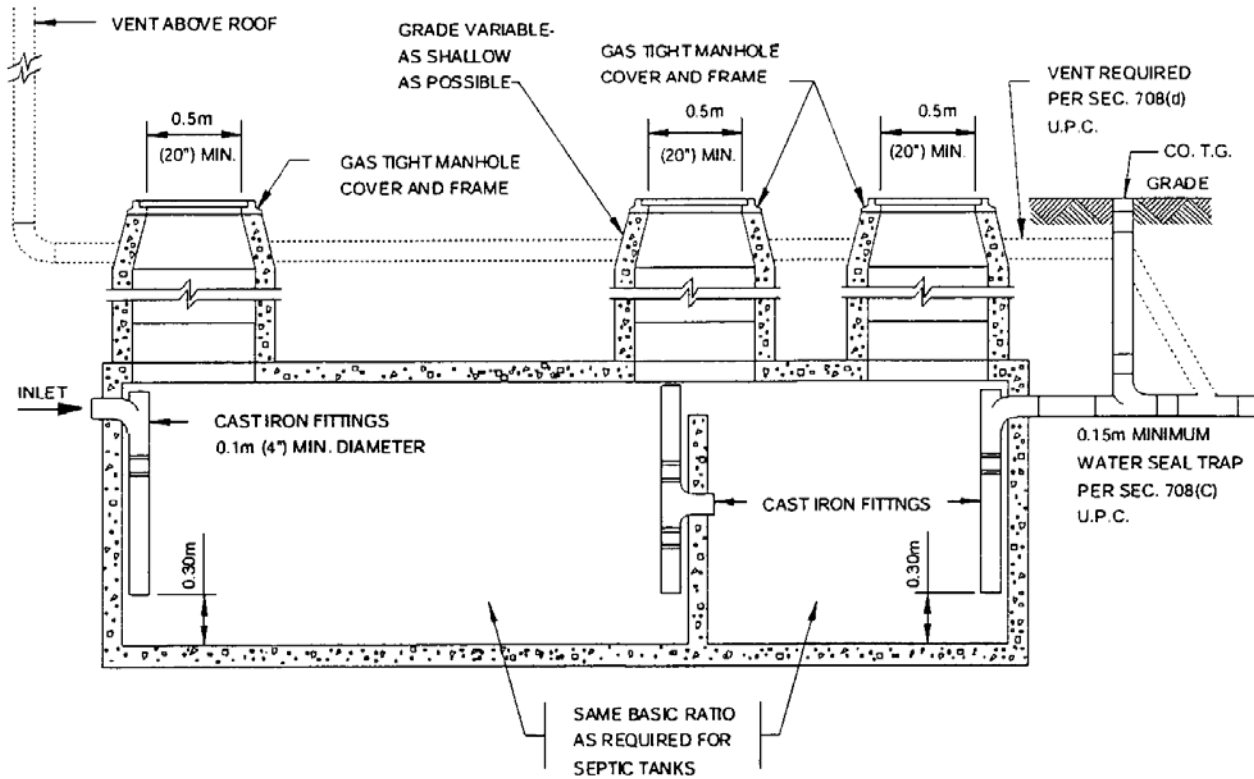 VENT ABOVE ROOF
GRADE VARIABLE-
AS SHALLOW
AS POSSIBLE
GAS TIGHT MANHOLE
COVER AND FRAME
VENT REQUIRED
PER SEC. 708(d)
U.P.C.
0.5m
(20") MIN.
0.5m
(20") MIN.
0.5m
(20") MIN.
GAS TIGHT MANHOLE
COVER AND FRAME
CO. T.G.
GRADE
INLET
CAST IRON FITTINGS
0.1m (4") MIN. DIAMETER
0.15m MINIMUM
WATER SEAL TRAP
PER SEC. 708(C)
U.P.C.
CAST IRON FITTNGS
0.30m
0.30m
SAME BASIC RATIO
AS REQUIRED FOR
SEPTIC TANKS